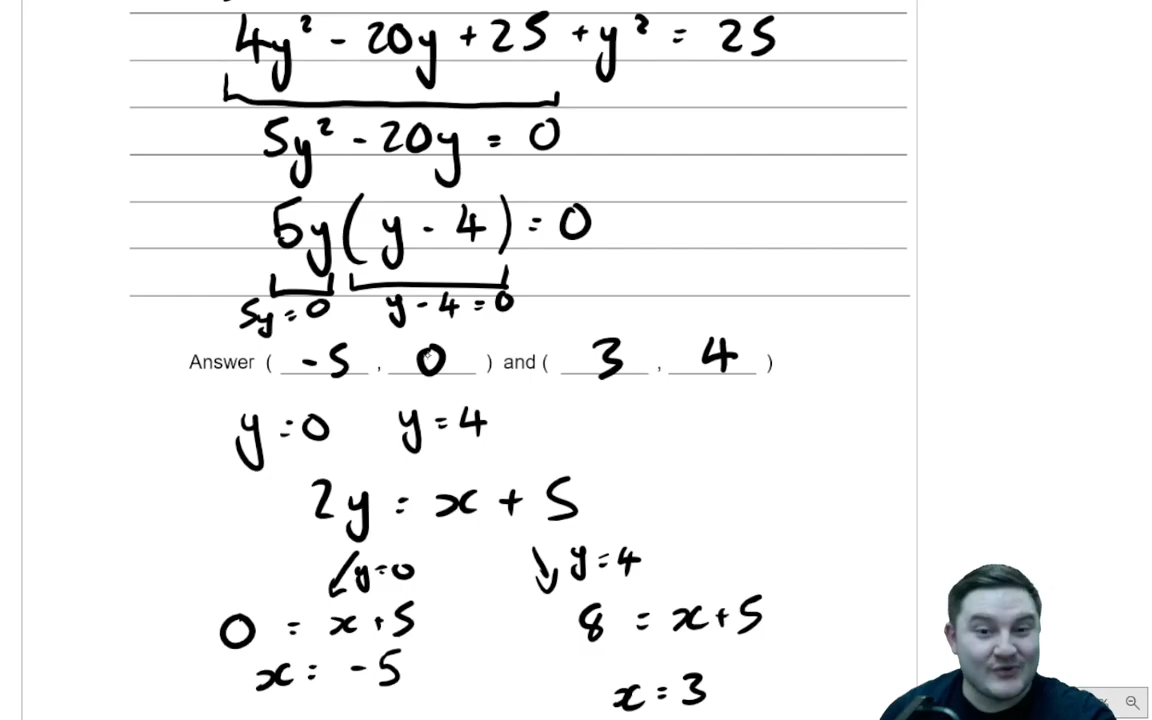 4y² - 20y + 25 + y² = 25
5y² - 20y = 0
5y(y - 4) = 0
5y = 0 y - 4 = 0
Answer ( -5 , 0 ) and ( 3 , 4 )
y = 0 y = 4
2y = x + 5
y = 0 y = 4
0 = x + 5 8 = x + 5
x = -5 x = 3